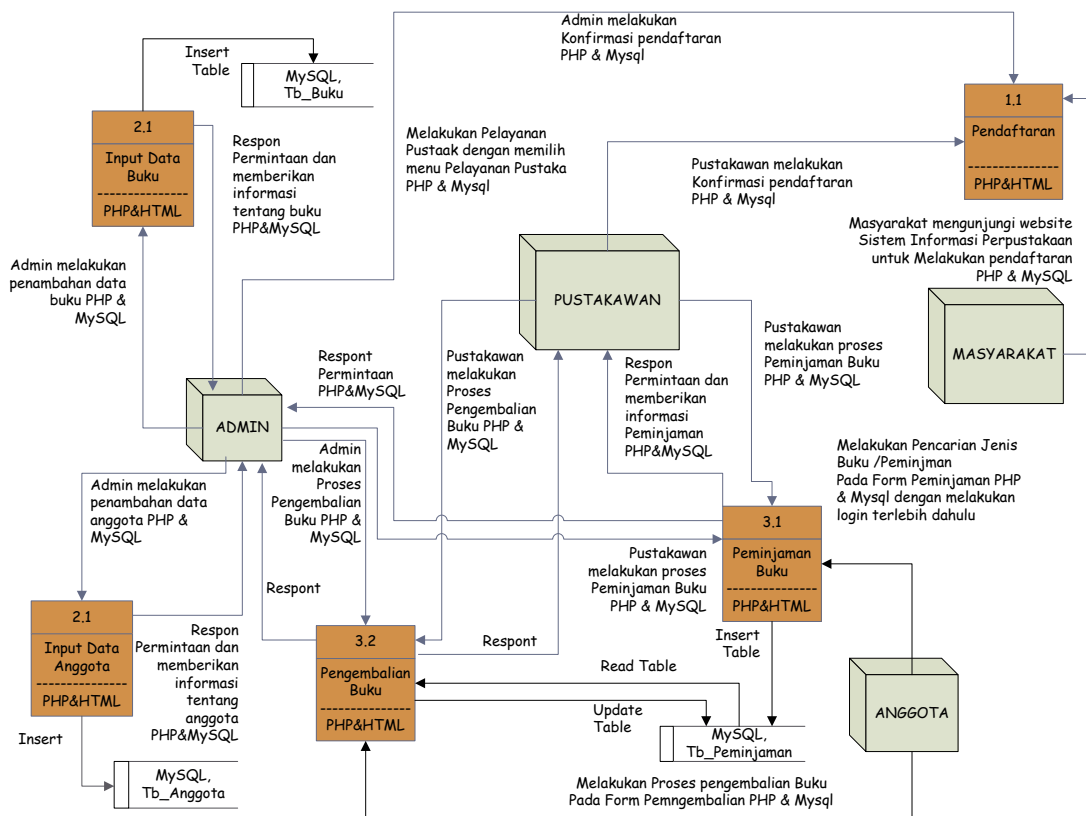 Admin melakukan
Konfirmasi pendaftaran
PHP & Mysql
Insert
Table
MySQL,
Tb_Buku
2.1
Input Data
Buku
----------------
PHP&HTML
Respon
Permintaan dan
memberikan
informasi
tentang buku
PHP&MySQL
Melakukan Pelayanan
Pustaak dengan memilih
menu Pelayanan Pustaka
PHP & Mysql
1.1
Pendaftaran
----------------
PHP&HTML
Pustakawan melakukan
Konfirmasi pendaftaran
PHP & Mysql
Masyarakat mengunjungi website
Sistem Informasi Perpustakaan
untuk Melakukan pendaftaran
PHP & MySQL
Admin melakukan
penambahan data
buku PHP &
MySQL
PUSTAKAWAN
MASYARAKAT
Respont
Permintaan
PHP&MySQL
Pustakawan
melakukan
Proses
Pengembalian
Buku PHP &
MySQL
Respon
Permintaan dan
memberikan
informasi
Peminjaman
PHP&MySQL
Pustakawan
melakukan proses
Peminjaman Buku
PHP & MySQL
ADMIN
Admin melakukan
penambahan data
anggota PHP &
MySQL
Admin
melakukan
Proses
Pengembalian
Buku PHP &
MySQL
Melakukan Pencarian Jenis
Buku /Peminjman
Pada Form Peminjaman PHP
& Mysql dengan melakukan
login terlebih dahulu
3.1
Peminjaman
Buku
----------------
PHP&HTML
Pustakawan
melakukan proses
Peminjaman Buku
PHP & MySQL
Respont
2.1
Input Data
Anggota
----------------
PHP&HTML
Respon
Permintaan dan
memberikan
informasi
tentang
anggota
PHP&MySQL
3.2
Pengembalian
Buku
----------------
PHP&HTML
Respont
Insert
Table
Read Table
Update
Table
MySQL,
Tb_Peminjaman
ANGGOTA
Insert
MySQL,
Tb_Anggota
Melakukan Proses pengembalian Buku
Pada Form Pemngembalian PHP & Mysql